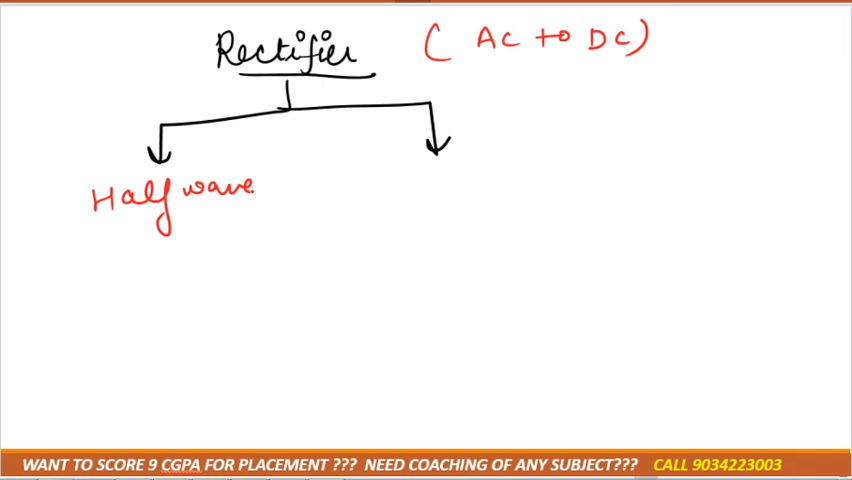 Rectifier (AC to DC)
Half wave
WANT TO SCORE 9 CGPA FOR PLACEMENT ??? NEED COACHING OF ANY SUBJECT??? CALL 9034223003